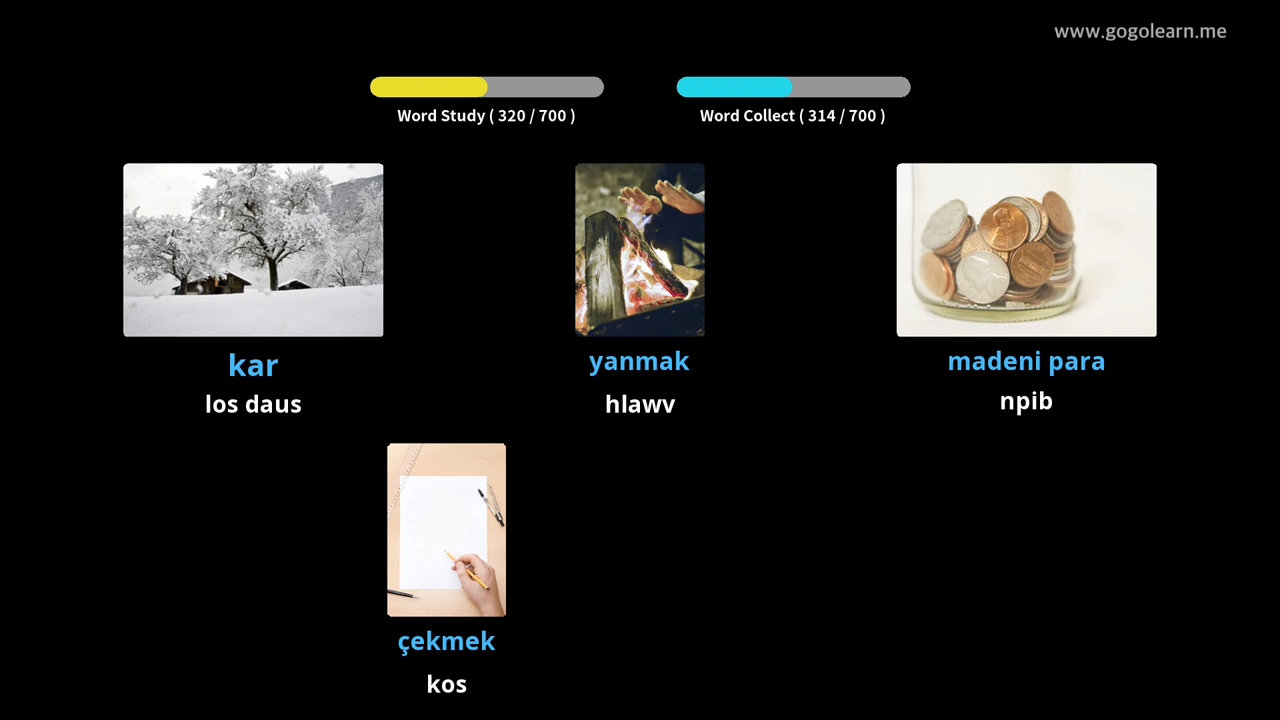 www.gogolearn.me
Word Study ( 320 / 700 )
Word Collect ( 314 / 700 )
kar
los daus
yanmak
hlawv
madeni para
npib
çekmek
kos